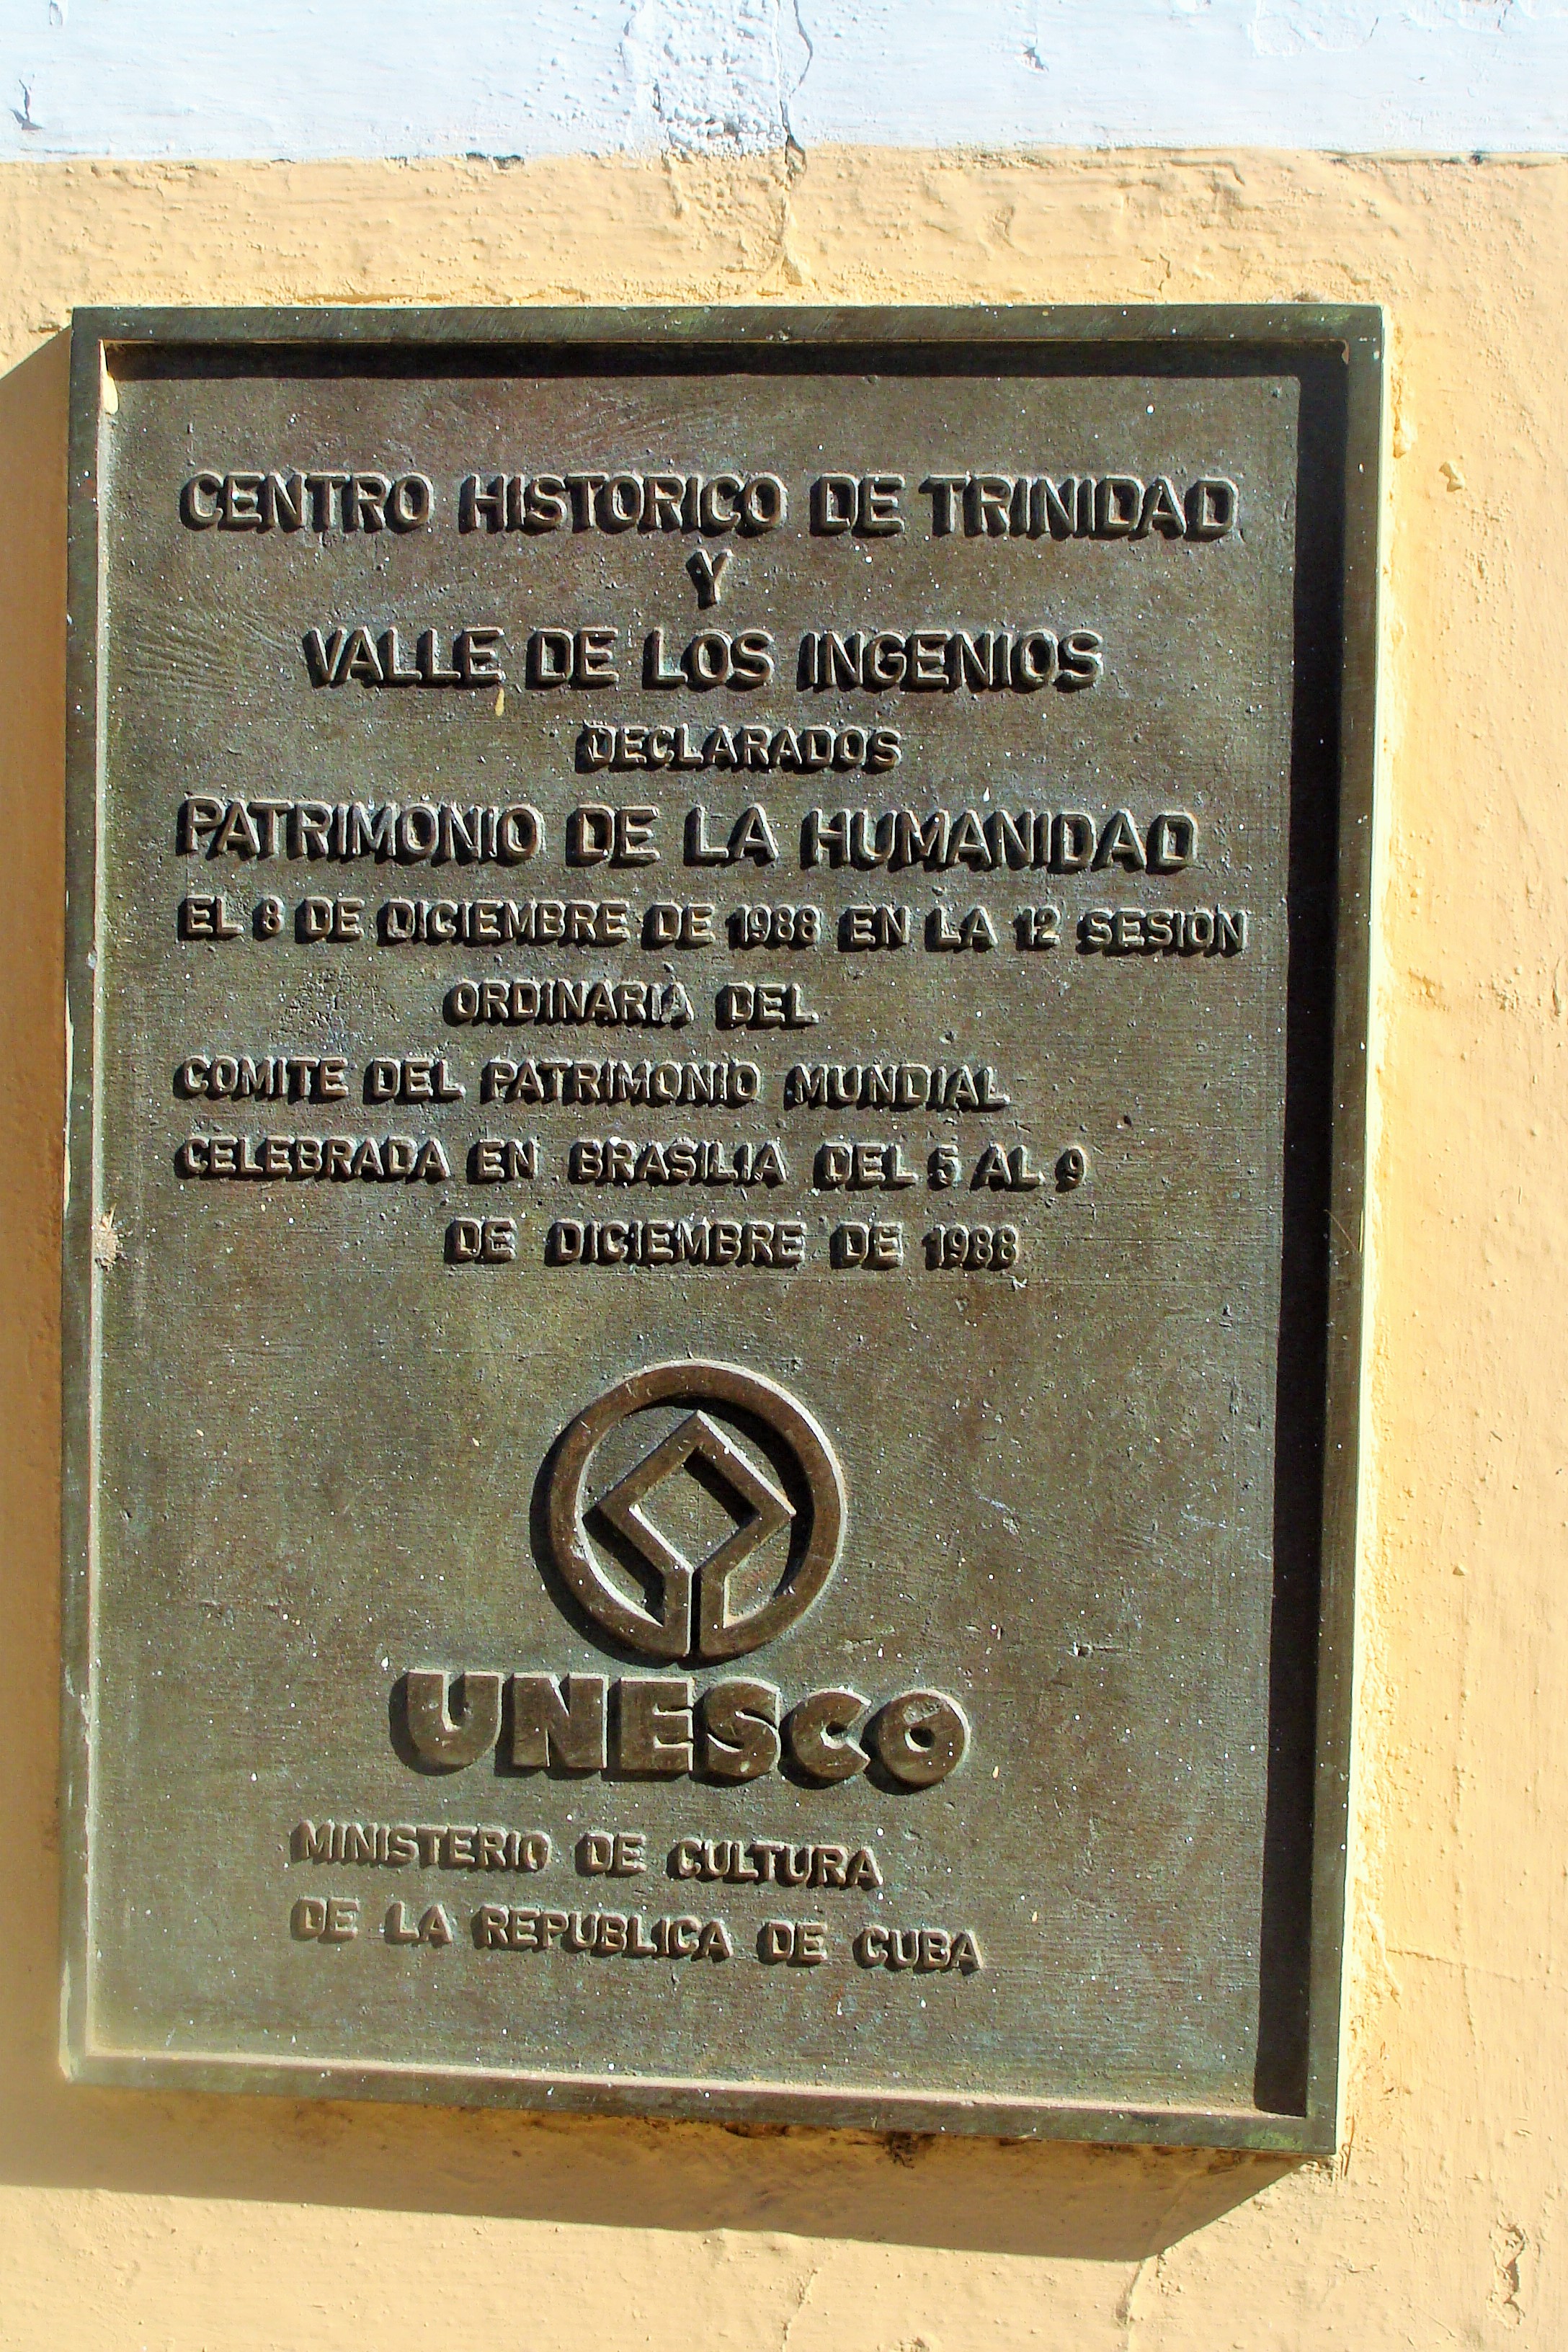 CENTRO HISTORICO DE TRINIDAD
Y
VALLE DE LOS INGENIOS
DECLARADOS
PATRIMONIO DE LA HUMANIDAD
EL 8 DE DICIEMBRE DE 1988 EN LA 12 SESION
ORDINARIA DEL
COMITE DEL PATRIMONIO MUNDIAL
CELEBRADA EN BRASILIA DEL 5 AL 9
DE DICIEMBRE DE 1988
UNESCO
MINISTERIO DE CULTURA
DE LA REPUBLICA DE CUBA